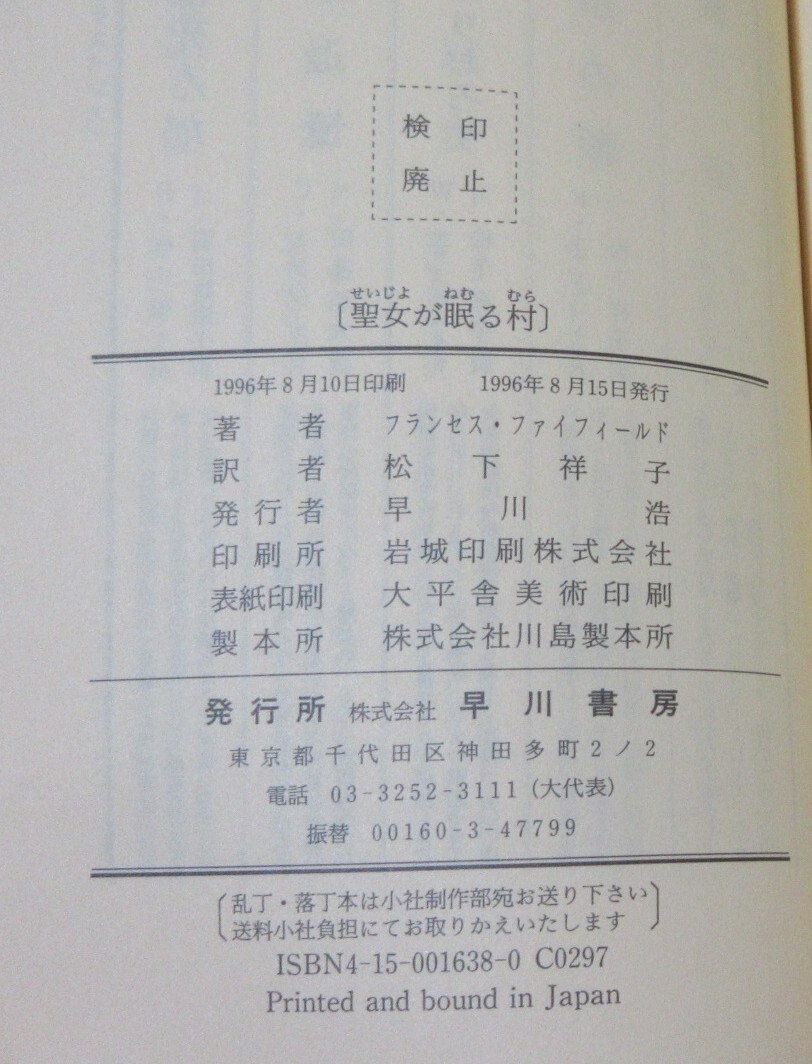 検印
廃止
せいじょ ねむ むら
〔聖女が眠る村〕
1996年8月10日印刷 1996年8月15日発行
著者 フランセス・ファイフィールド
訳者 松下祥子
発行者 早川浩
印刷所 岩城印刷株式会社
表紙印刷 大平舎美術印刷
製本所 株式会社川島製本所
発行所 株式会社 早川書房
東京都千代田区神田多町2ノ2
電話 03-3252-3111(大代表)
振替 00160-3-47799
乱丁・落丁本は小社制作部宛お送り下さい
送料小社負担にてお取りかえいたします
ISBN4-15-001638-0 C0297
Printed and bound in Japan